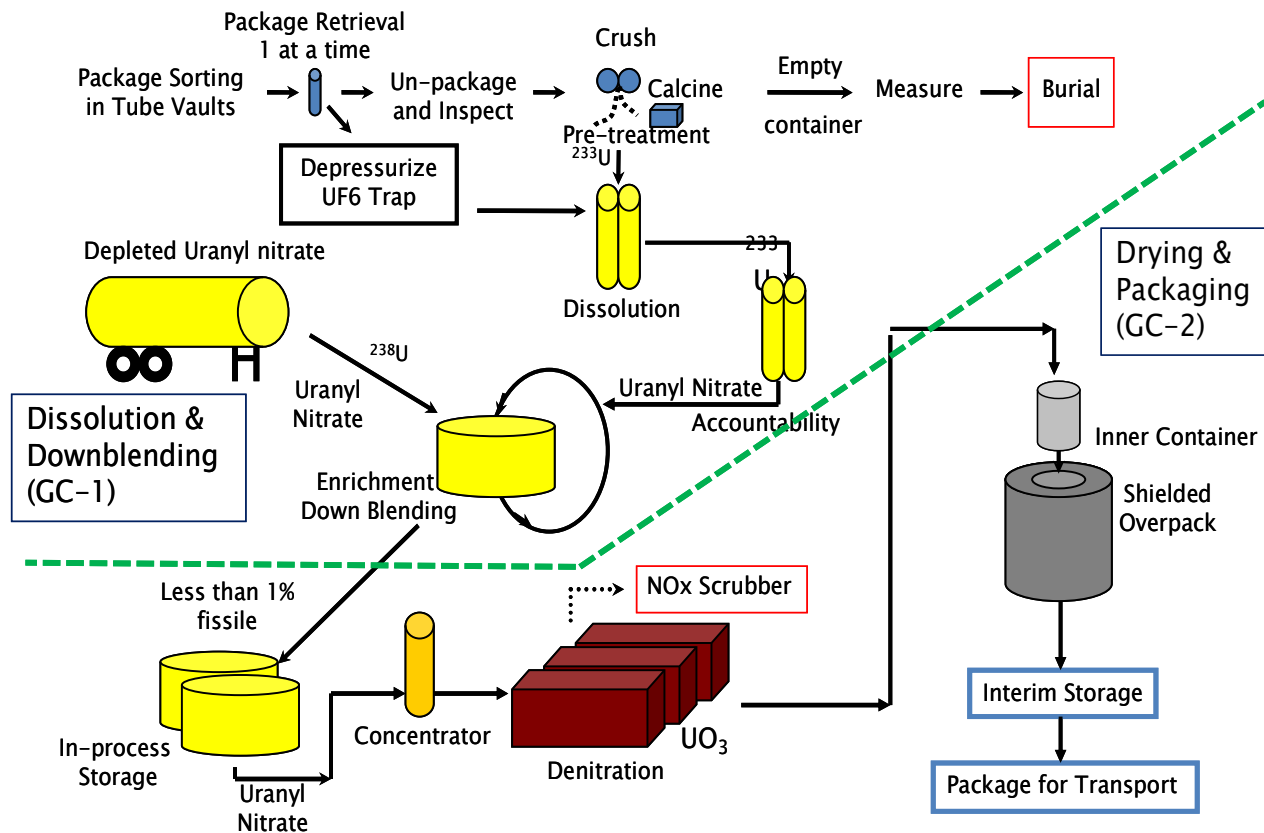 Package Retrieval
1 at a time
Package Sorting
in Tube Vaults
Un-package
and Inspect
Crush
Calcine
Pre-treatment
²³³U
Empty
container
Measure
Burial
Depressurize
UF6 Trap
Depleted Uranyl nitrate
Dissolution
²³³
U
Drying &
Packaging
(GC-2)
²³⁸U
Uranyl
Nitrate
Uranyl Nitrate
Accountability
Dissolution &
Downblending
(GC-1)
Enrichment
Down Blending
Inner Container
Shielded
Overpack
Less than 1%
fissile
NOx Scrubber
In-process
Storage
Uranyl
Nitrate
Concentrator
UO₃
Denitration
Interim Storage
Package for Transport